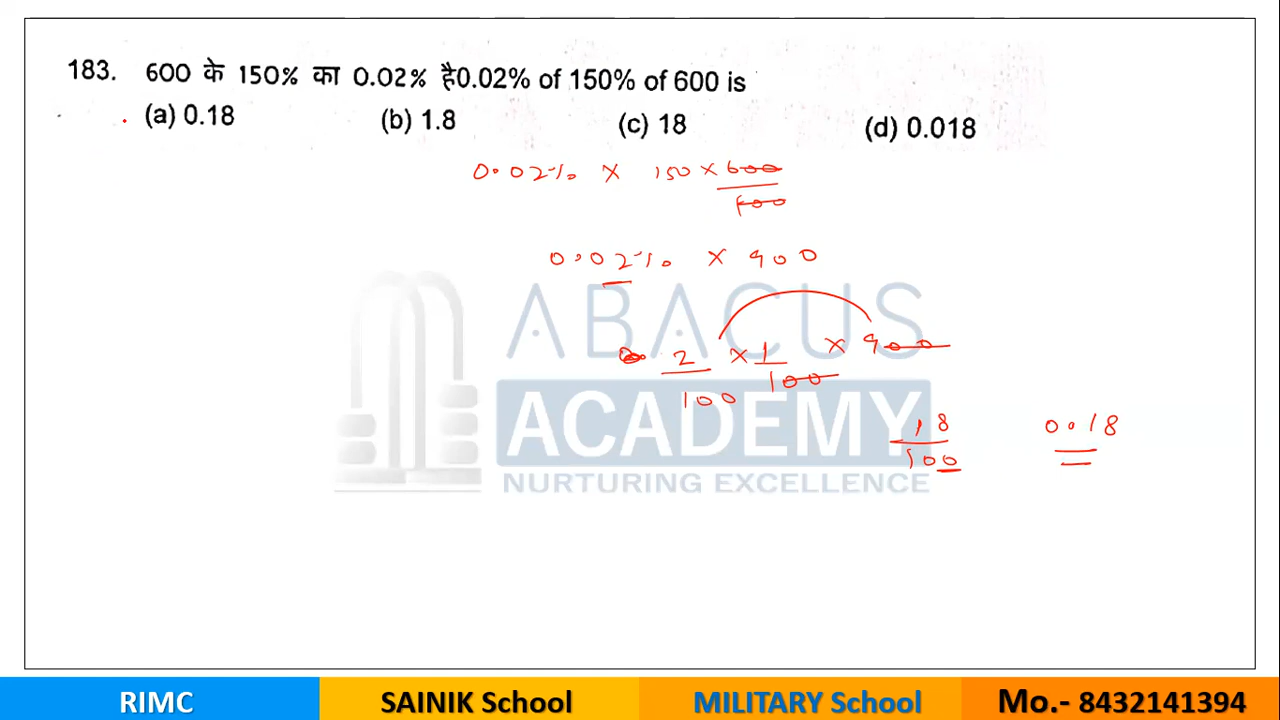 183. 600 के 150% का 0.02% है0.02% of 150% of 600 is
(a) 0.18 (b) 1.8 (c) 18 (d) 0.018
0.02% × 150 × 600
100
0.02% × 900
2 × 1 × 900
100 100
18 0.18
100
ABACUS
ACADEMY
NURTURING EXCELLENCE
RIMC SAINIK School MILITARY School Mo.- 8432141394